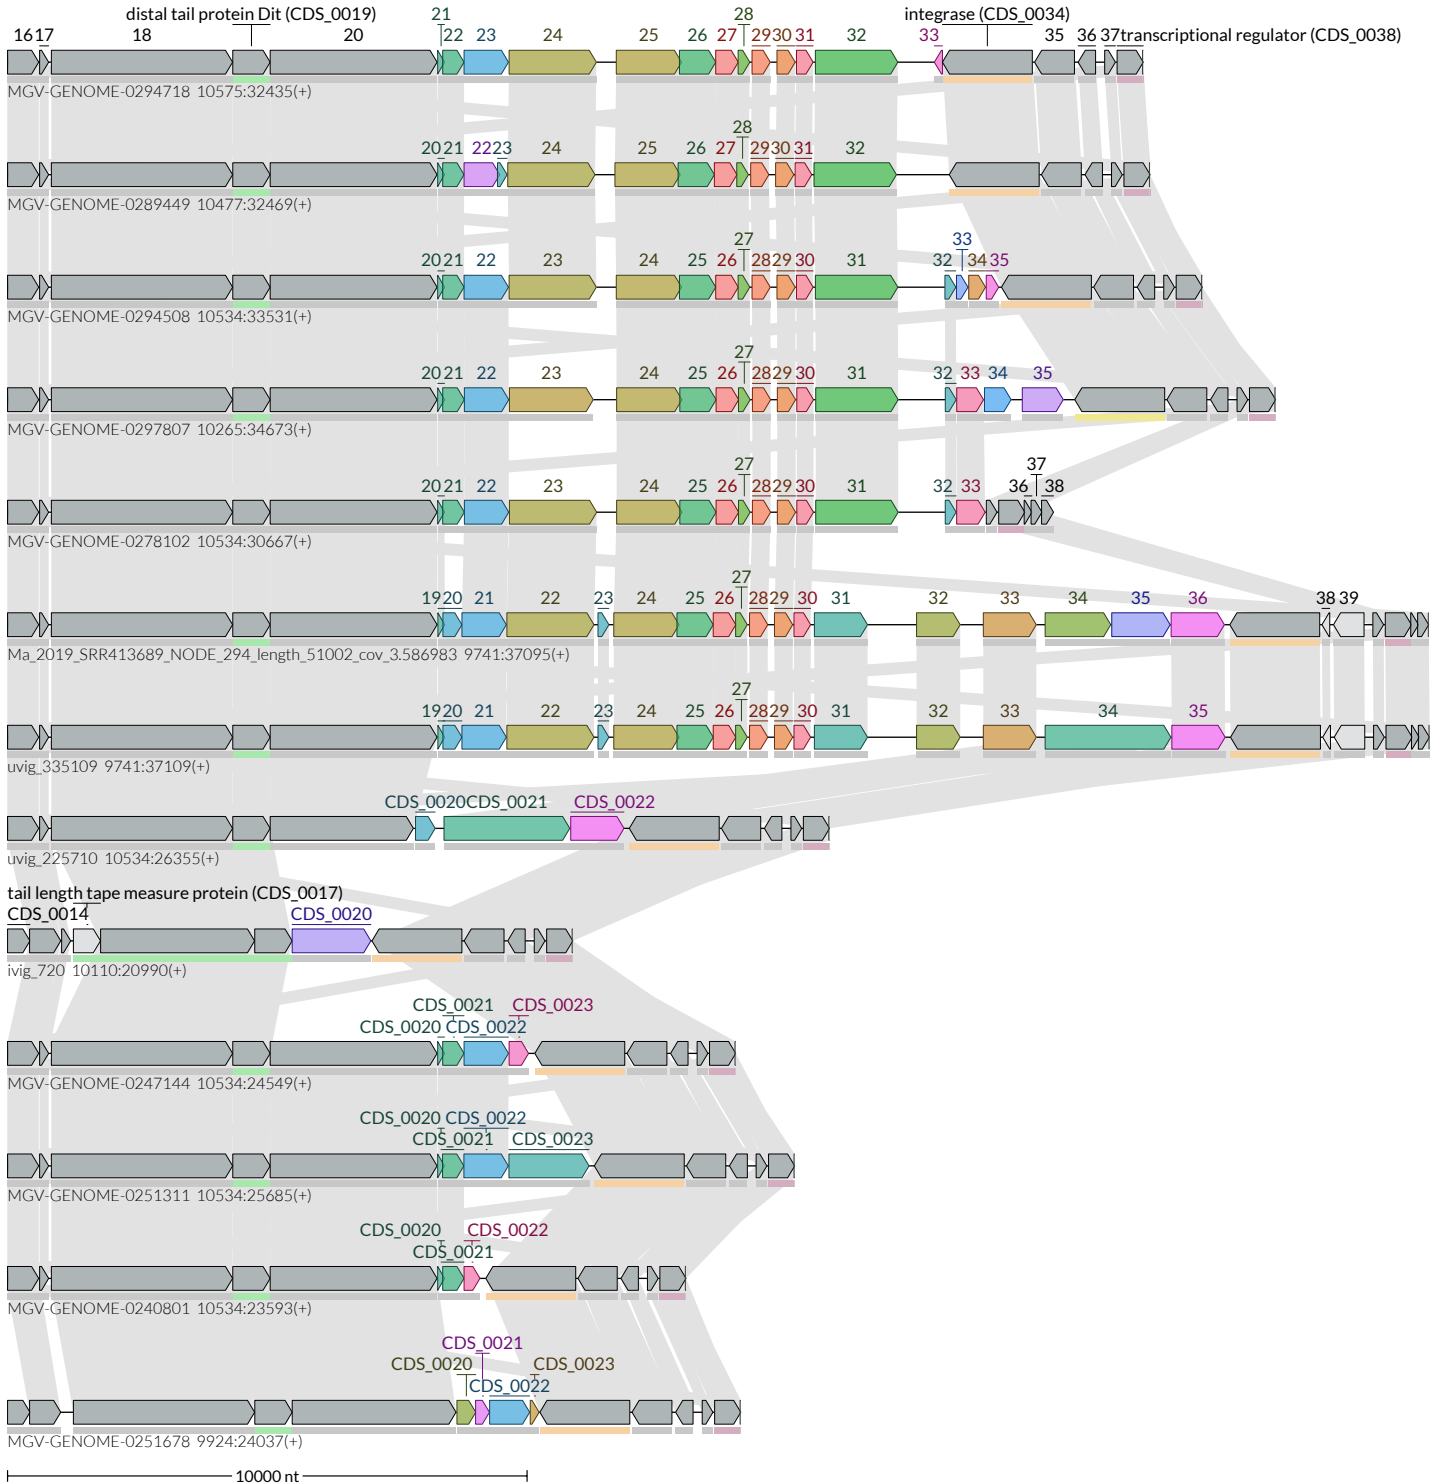 distal tail protein Dit (CDS_0019) 21 28 integrase (CDS_0034)
16 17 18 20 22 23 24 25 26 27 29 30 31 32 33 35 36 37 transcriptional regulator (CDS_0038)
MGV-GENOME-0294718 10575:32435(+)
28
20 21 22 23 24 25 26 27 29 30 31 32
MGV-GENOME-0289449 10477:32469(+)
27 33
20 21 22 23 24 25 26 28 29 30 31 32 34 35
MGV-GENOME-0294508 10534:33531(+)
27
20 21 22 23 24 25 26 28 29 30 31 32 33 34 35
MGV-GENOME-0297807 10265:34673(+)
27 37
20 21 22 23 24 25 26 28 29 30 31 32 33 36 38
MGV-GENOME-0278102 10534:30667(+)
27
19 20 21 22 23 24 25 26 28 29 30 31 32 33 34 35 36 38 39
Ma_2019_SRR413689_NODE_294_length_51002_cov_3.586983 9741:37095(+)
27
19 20 21 22 23 24 25 26 28 29 30 31 32 33 34 35
uvig_335109 9741:37109(+)
CDS_0020 CDS_0021 CDS_0022
uvig_225710 10534:26355(+)
tail length tape measure protein (CDS_0017)
CDS_0014 CDS_0020
ivig_720 10110:20990(+)
CDS_0021 CDS_0023
CDS_0020 CDS_0022
MGV-GENOME-0247144 10534:24549(+)
CDS_0020 CDS_0022
CDS_0021 CDS_0023
MGV-GENOME-0251311 10534:25685(+)
CDS_0020 CDS_0022
CDS_0021
MGV-GENOME-0240801 10534:23593(+)
CDS_0021
CDS_0020 CDS_0023
CDS_0022
MGV-GENOME-0251678 9924:24037(+)
10000 nt